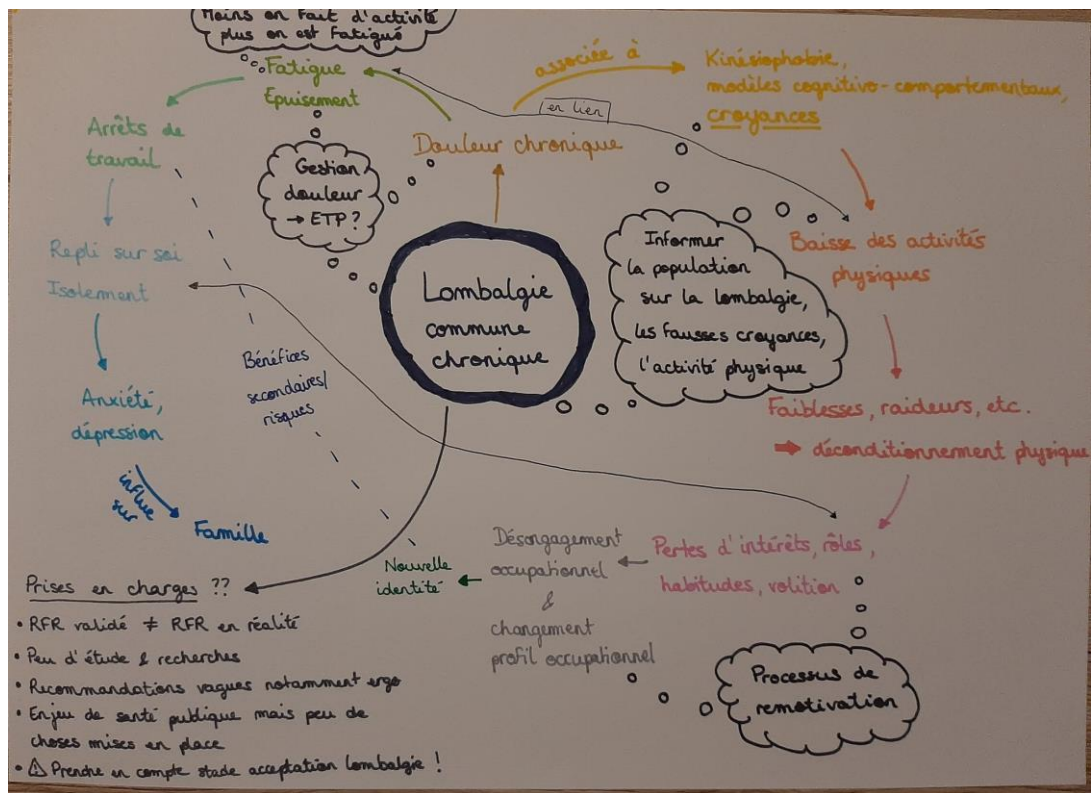 Moins on fait d'activité
plus on est fatigué
Fatigue
Epuisement
associée à
Kinésiophobie,
modèles cognitivo-comportementaux,
croyances
en lien
Arrêts de
travail
Gestion
douleur
→ ETP ?
Douleur chronique
Informer
la population
sur la lombalgie,
les fausses croyances,
l'activité physique
Baisse des activités
physiques
Repli sur soi
Isolement
Lombalgie
commune
chronique
Bénéfices
secondaires/
risques
Anxiété,
dépression
Faiblesses, raideurs, etc.
➡ déconditionnement physique
influe
sur
Famille
Désengagement
occupationnel
&
changement
profil occupationnel
Pertes d'intérêts, rôles,
habitudes, volition
Nouvelle
identité
Processus de
remotivation
Prises en charges ??
• RFR validé ≠ RFR en réalité
• Peu d'étude & recherches
• Recommandations vagues notamment ergo
• Enjeu de santé publique mais peu de
choses mises en place
• ⚠ Prendre en compte stade acceptation lombalgie !